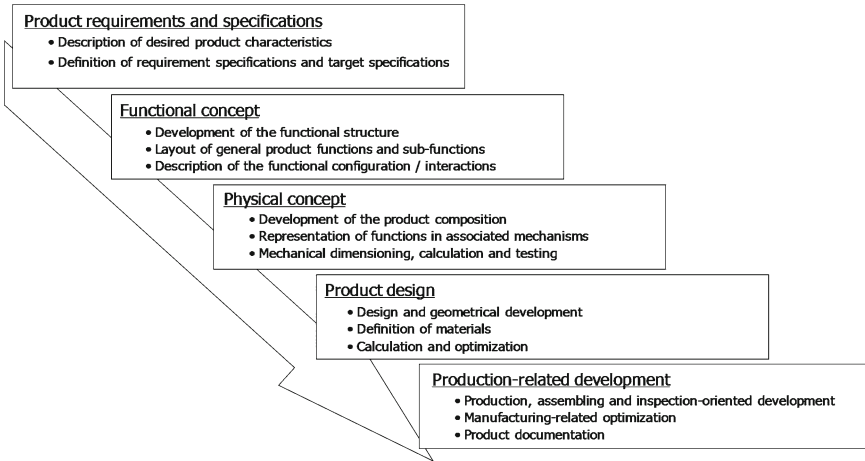 Product requirements and specifications
• Description of desired product characteristics
• Definition of requirement specifications and target specifications
Functional concept
• Development of the functional structure
• Layout of general product functions and sub-functions
• Description of the functional configuration / interactions
Physical concept
• Development of the product composition
• Representation of functions in associated mechanisms
• Mechanical dimensioning, calculation and testing
Product design
• Design and geometrical development
• Definition of materials
• Calculation and optimization
Production-related development
• Production, assembling and inspection-oriented development
• Manufacturing-related optimization
• Product documentation